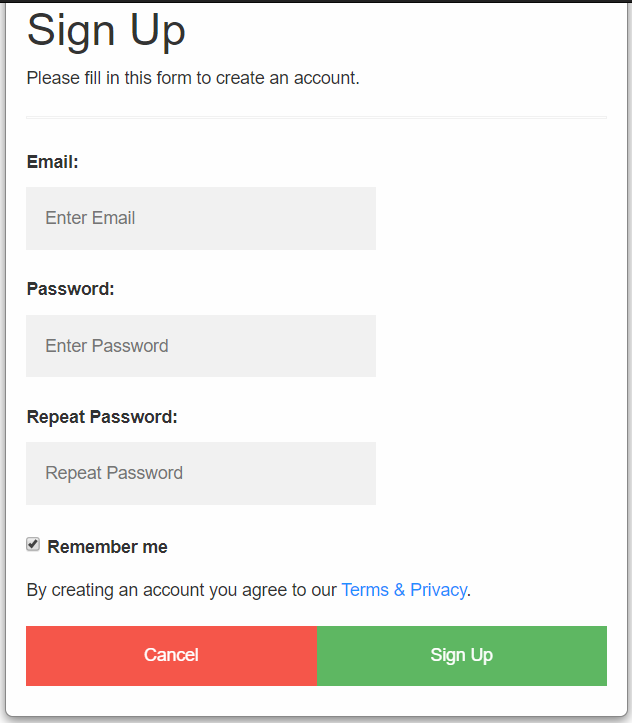 Sign Up
Please fill in this form to create an account.
Email:
Enter Email
Password:
Enter Password
Repeat Password:
Repeat Password
Remember me
By creating an account you agree to our Terms & Privacy.
Cancel
Sign Up